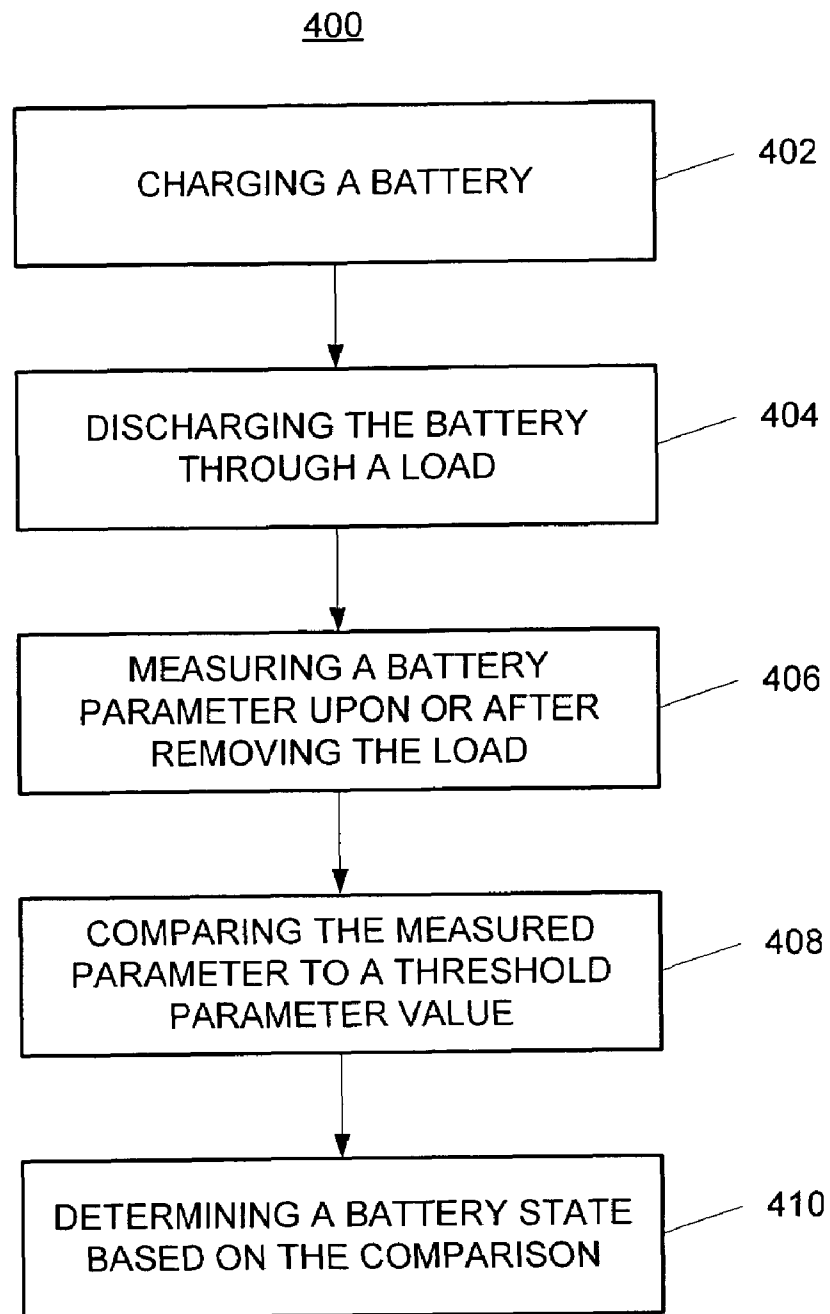 400
CHARGING A BATTERY
402
DISCHARGING THE BATTERY
THROUGH A LOAD
404
MEASURING A BATTERY
PARAMETER UPON OR AFTER
REMOVING THE LOAD
406
COMPARING THE MEASURED
PARAMETER TO A THRESHOLD
PARAMETER VALUE
408
DETERMINING A BATTERY STATE
BASED ON THE COMPARISON
410